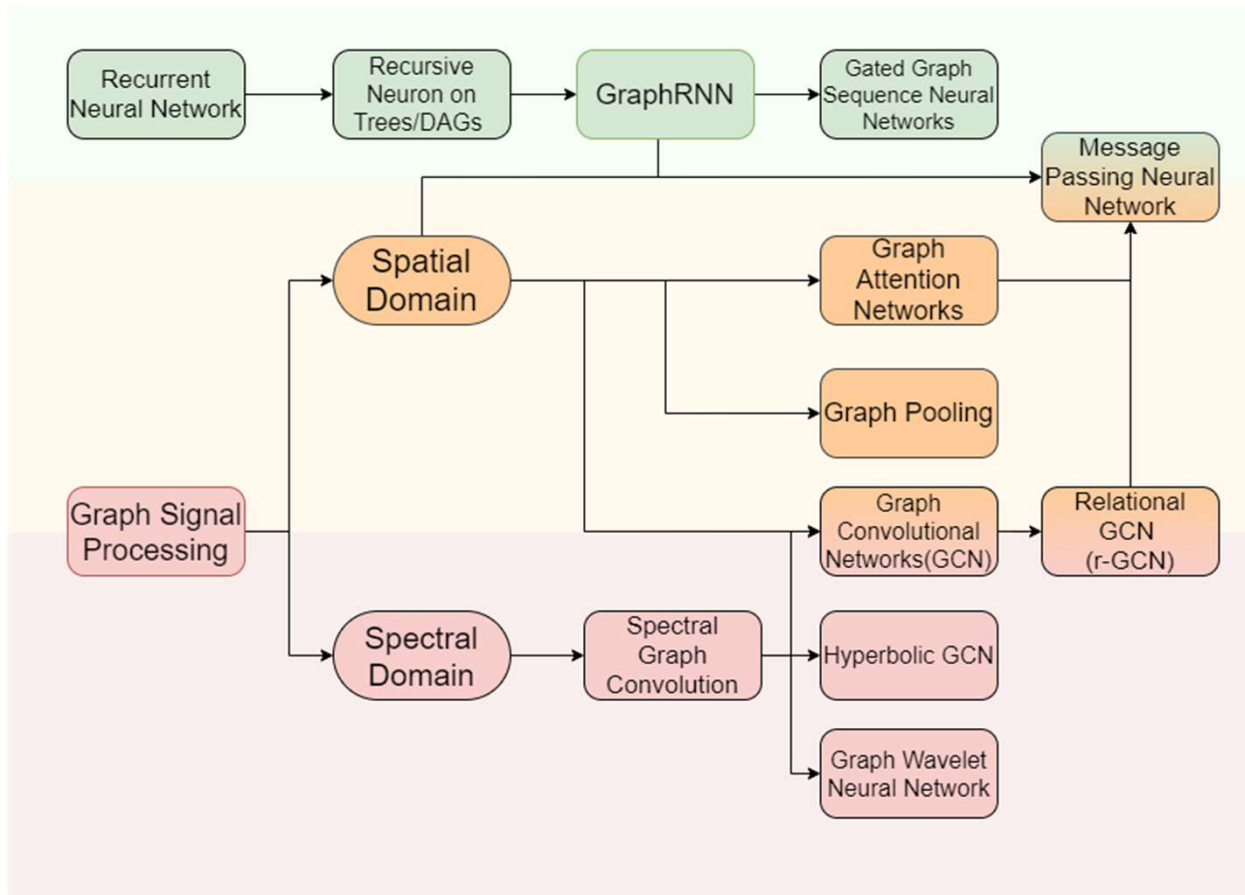 Recurrent
Neural Network
Recursive
Neuron on
Trees/DAGs
GraphRNN
Gated Graph
Sequence Neural
Networks
Message
Passing Neural
Network
Spatial
Domain
Graph
Attention
Networks
Graph Pooling
Graph Signal
Processing
Graph
Convolutional
Networks(GCN)
Relational
GCN
(r-GCN)
Spectral
Domain
Spectral
Graph
Convolution
Hyperbolic GCN
Graph Wavelet
Neural Network